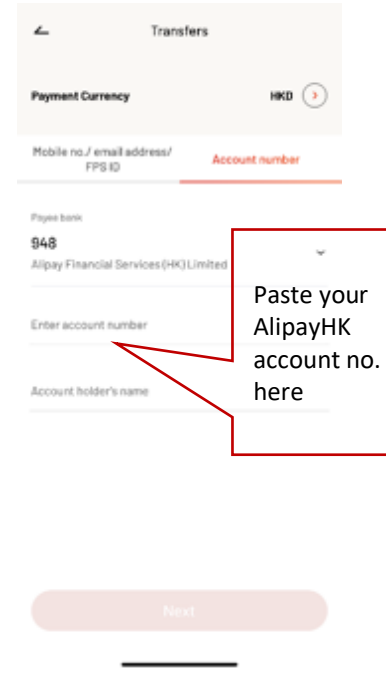 Transfers
Payment Currency HKD
Mobile no./ email address/
FPS ID
Account number
Payee bank
948
Alipay Financial Services (HK) Limited
Enter account number
Account holder's name
Paste your
AlipayHK
account no.
here
Next